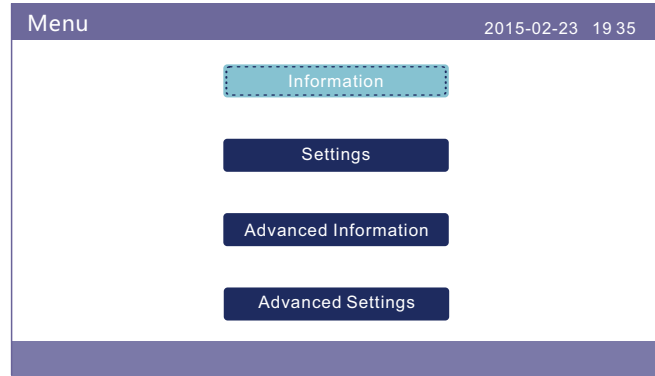 Menu
2015-02-23 19 35
Information
Settings
Advanced Information
Advanced Settings